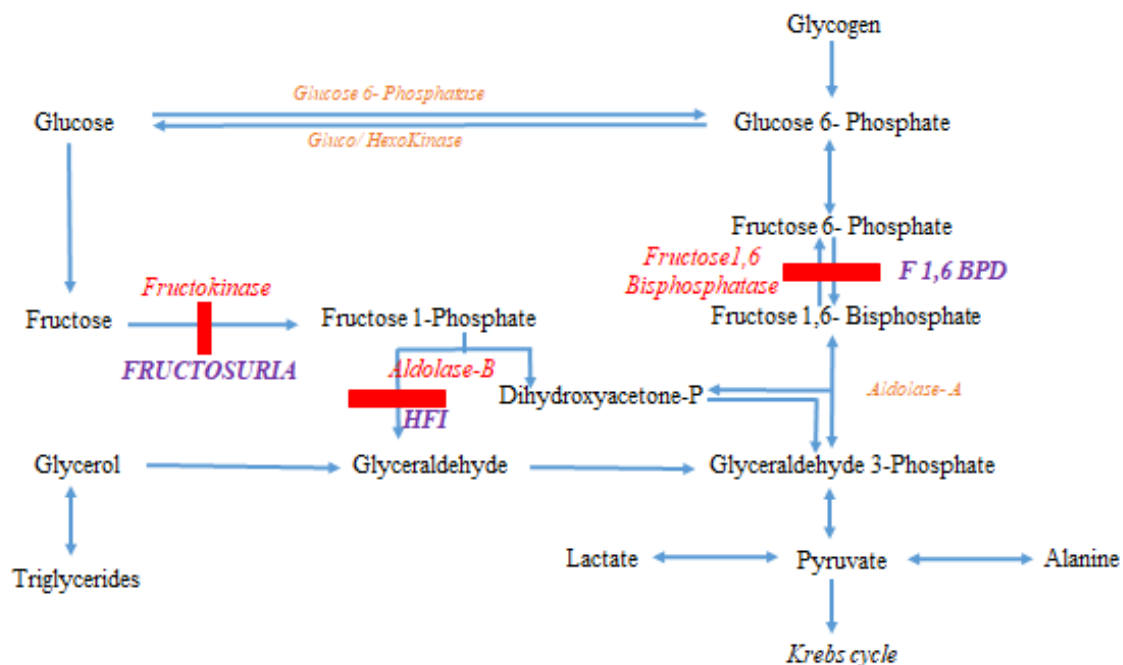 Glycogen
Glucose 6- Phosphatase
Glucose
Glucose 6- Phosphate
Gluco/ HexoKinase
Fructose 6- Phosphate
Fructose1,6
Bisphosphatase
F 1,6 BPD
Fructokinase
Fructose
Fructose 1-Phosphate
Fructose 1,6- Bisphosphate
FRUCTOSURIA
Aldolase-B
Dihydroxyacetone-P
Aldolase- A
HFI
Glycerol
Glyceraldehyde
Glyceraldehyde 3-Phosphate
Lactate
Pyruvate
Alanine
Triglycerides
Krebs cycle